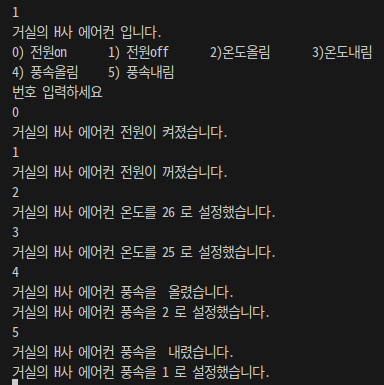 1
거실의 H사 에어컨 입니다.
0) 전원on 1) 전원off 2)온도올림 3)온도내림
4) 풍속올림 5) 풍속내림
번호 입력하세요
0
거실의 H사 에어컨 전원이 켜졌습니다.
1
거실의 H사 에어컨 전원이 꺼졌습니다.
2
거실의 H사 에어컨 온도를 26 로 설정했습니다.
3
거실의 H사 에어컨 온도를 25 로 설정했습니다.
4
거실의 H사 에어컨 풍속을  올렸습니다.
거실의 H사 에어컨 풍속을 2 로 설정했습니다.
5
거실의 H사 에어컨 풍속을  내렸습니다.
거실의 H사 에어컨 풍속을 1 로 설정했습니다.